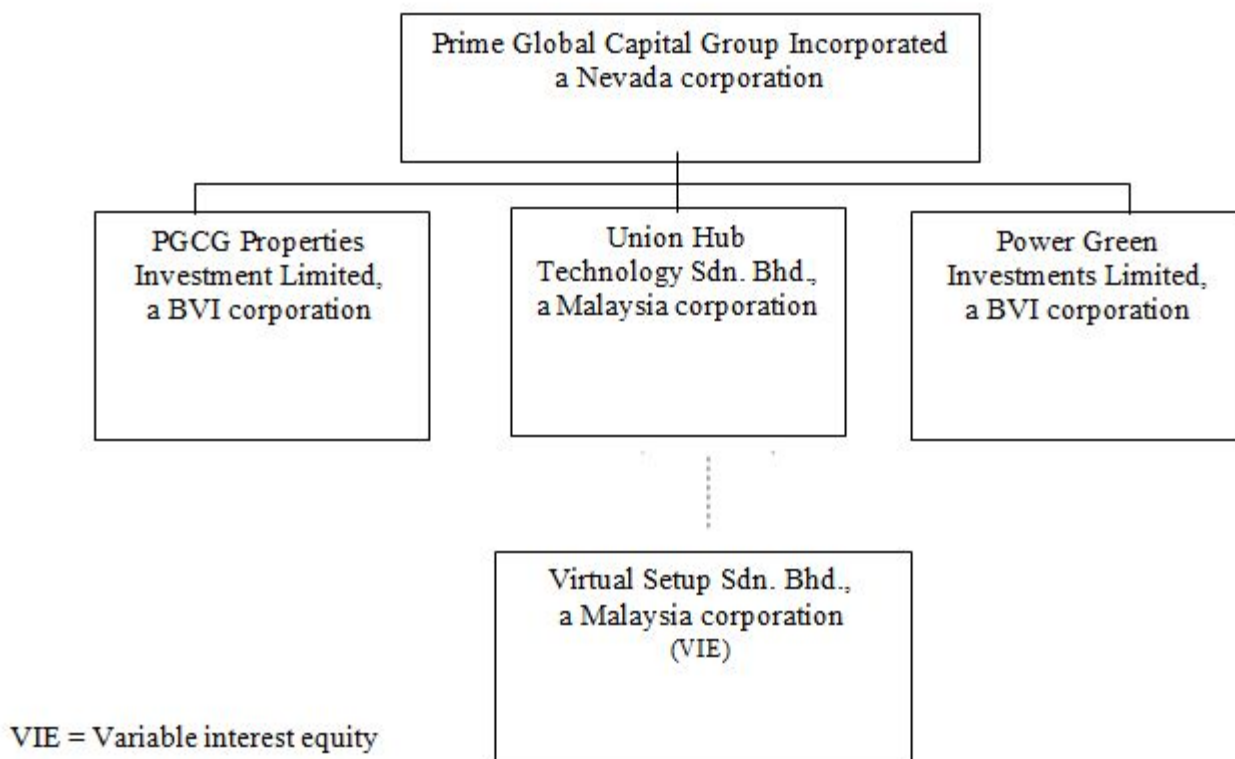 Prime Global Capital Group Incorporated
a Nevada corporation
PGCG Properties
Investment Limited,
a BVI corporation
Union Hub
Technology Sdn. Bhd.,
a Malaysia corporation
Power Green
Investments Limited,
a BVI corporation
Virtual Setup Sdn. Bhd.,
a Malaysia corporation
(VIE)
VIE = Variable interest equity